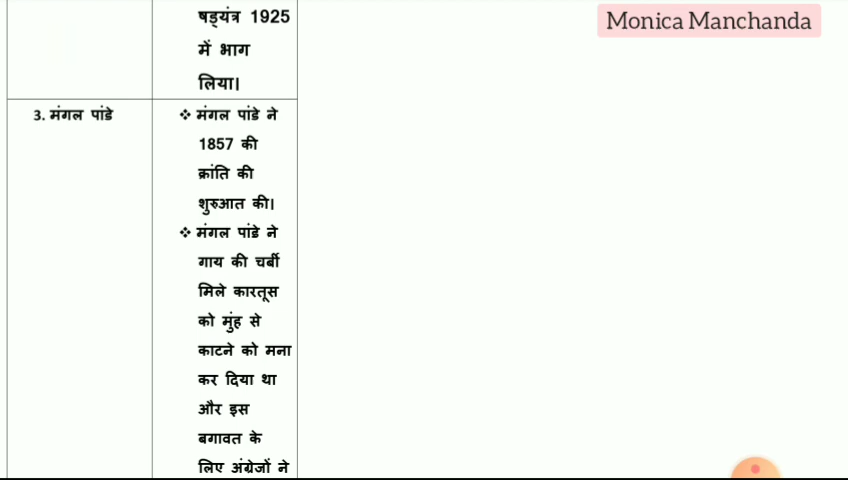 षड्यंत्र 1925
में भाग
लिया।
Monica Manchanda
3. मंगल पांडे
❖ मंगल पांडे ने
1857 की
क्रांति की
शुरुआत की।
❖ मंगल पांडे ने
गाय की चर्बी
मिले कारतूस
को मुंह से
काटने को मना
कर दिया था
और इस
बगावत के
लिए अंग्रेजों ने